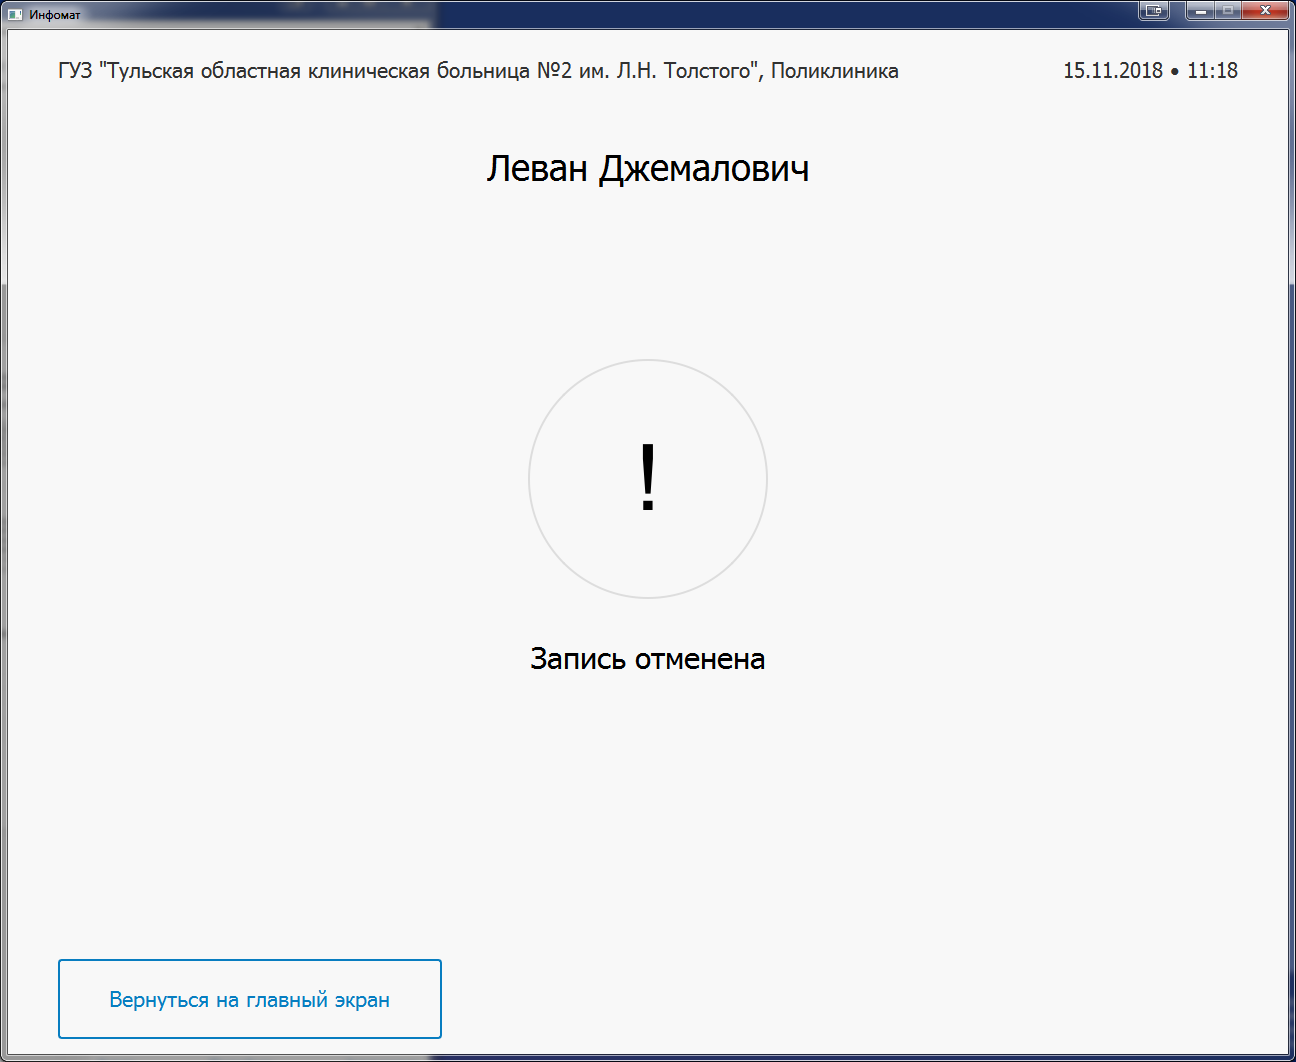 Инфомат
ГУЗ "Тульская областная клиническая больница №2 им. Л.Н. Толстого", Поликлиника
15.11.2018 • 11:18
Леван Джемалович
!
Запись отменена
Вернуться на главный экран